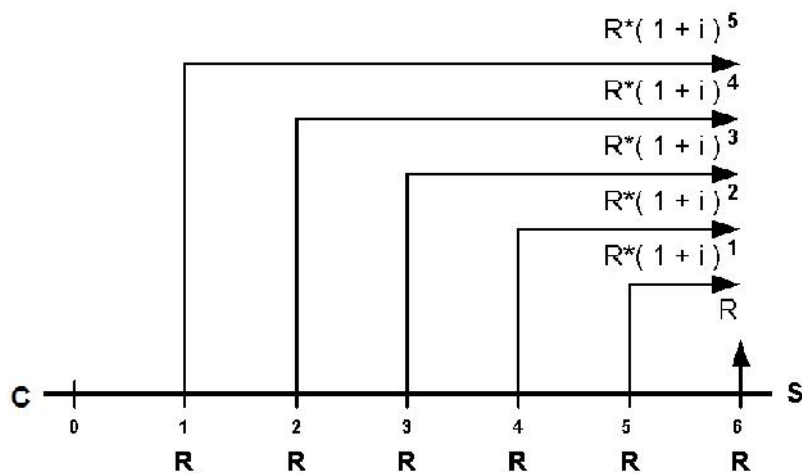 R*( 1 + i ) 5
R*( 1 + i ) 4
R*( 1 + i ) 3
R*( 1 + i ) 2
R*( 1 + i ) 1
R
C S
0 1 2 3 4 5 6
R R R R R R